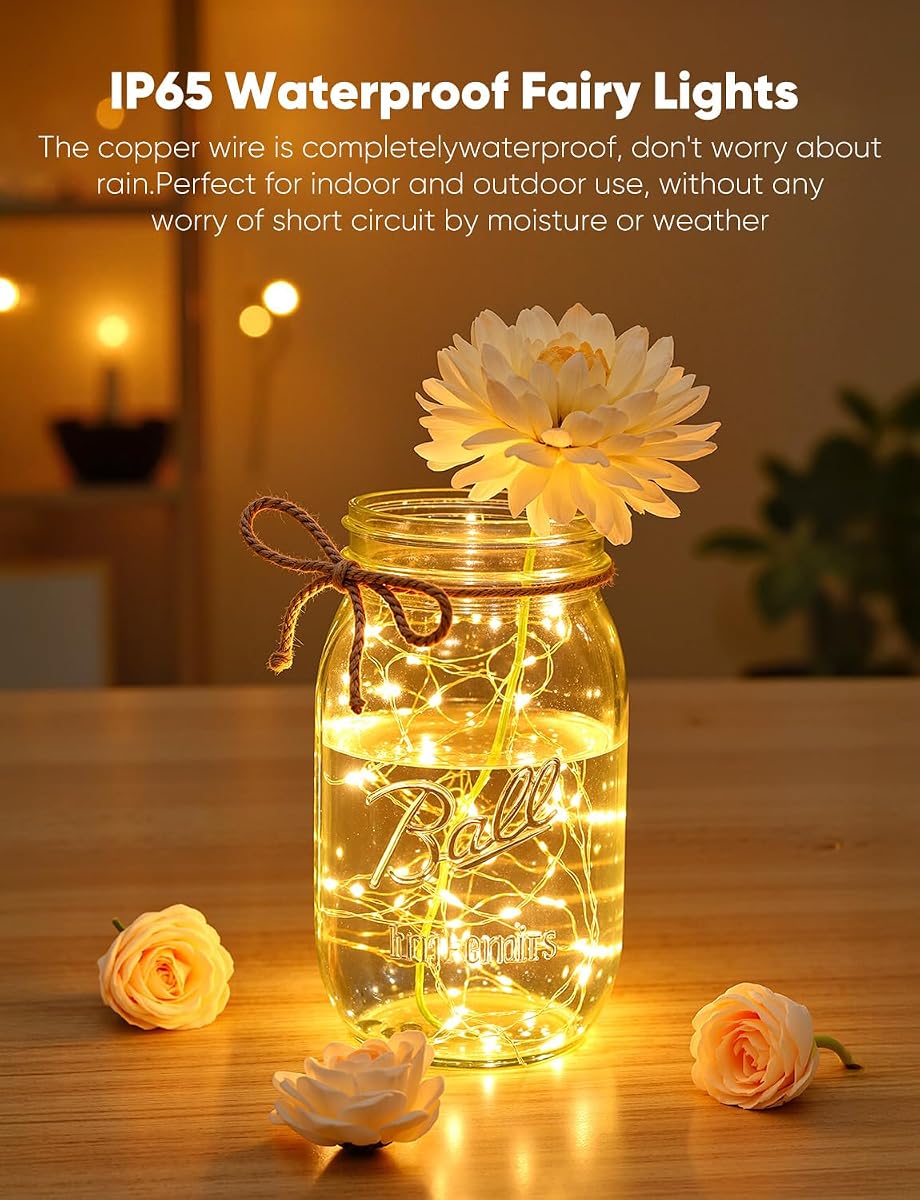 IP65 Waterproof Fairy Lights
The copper wire is completelywaterproof, don't worry about
rain.Perfect for indoor and outdoor use, without any
worry of short circuit by moisture or weather
Ball